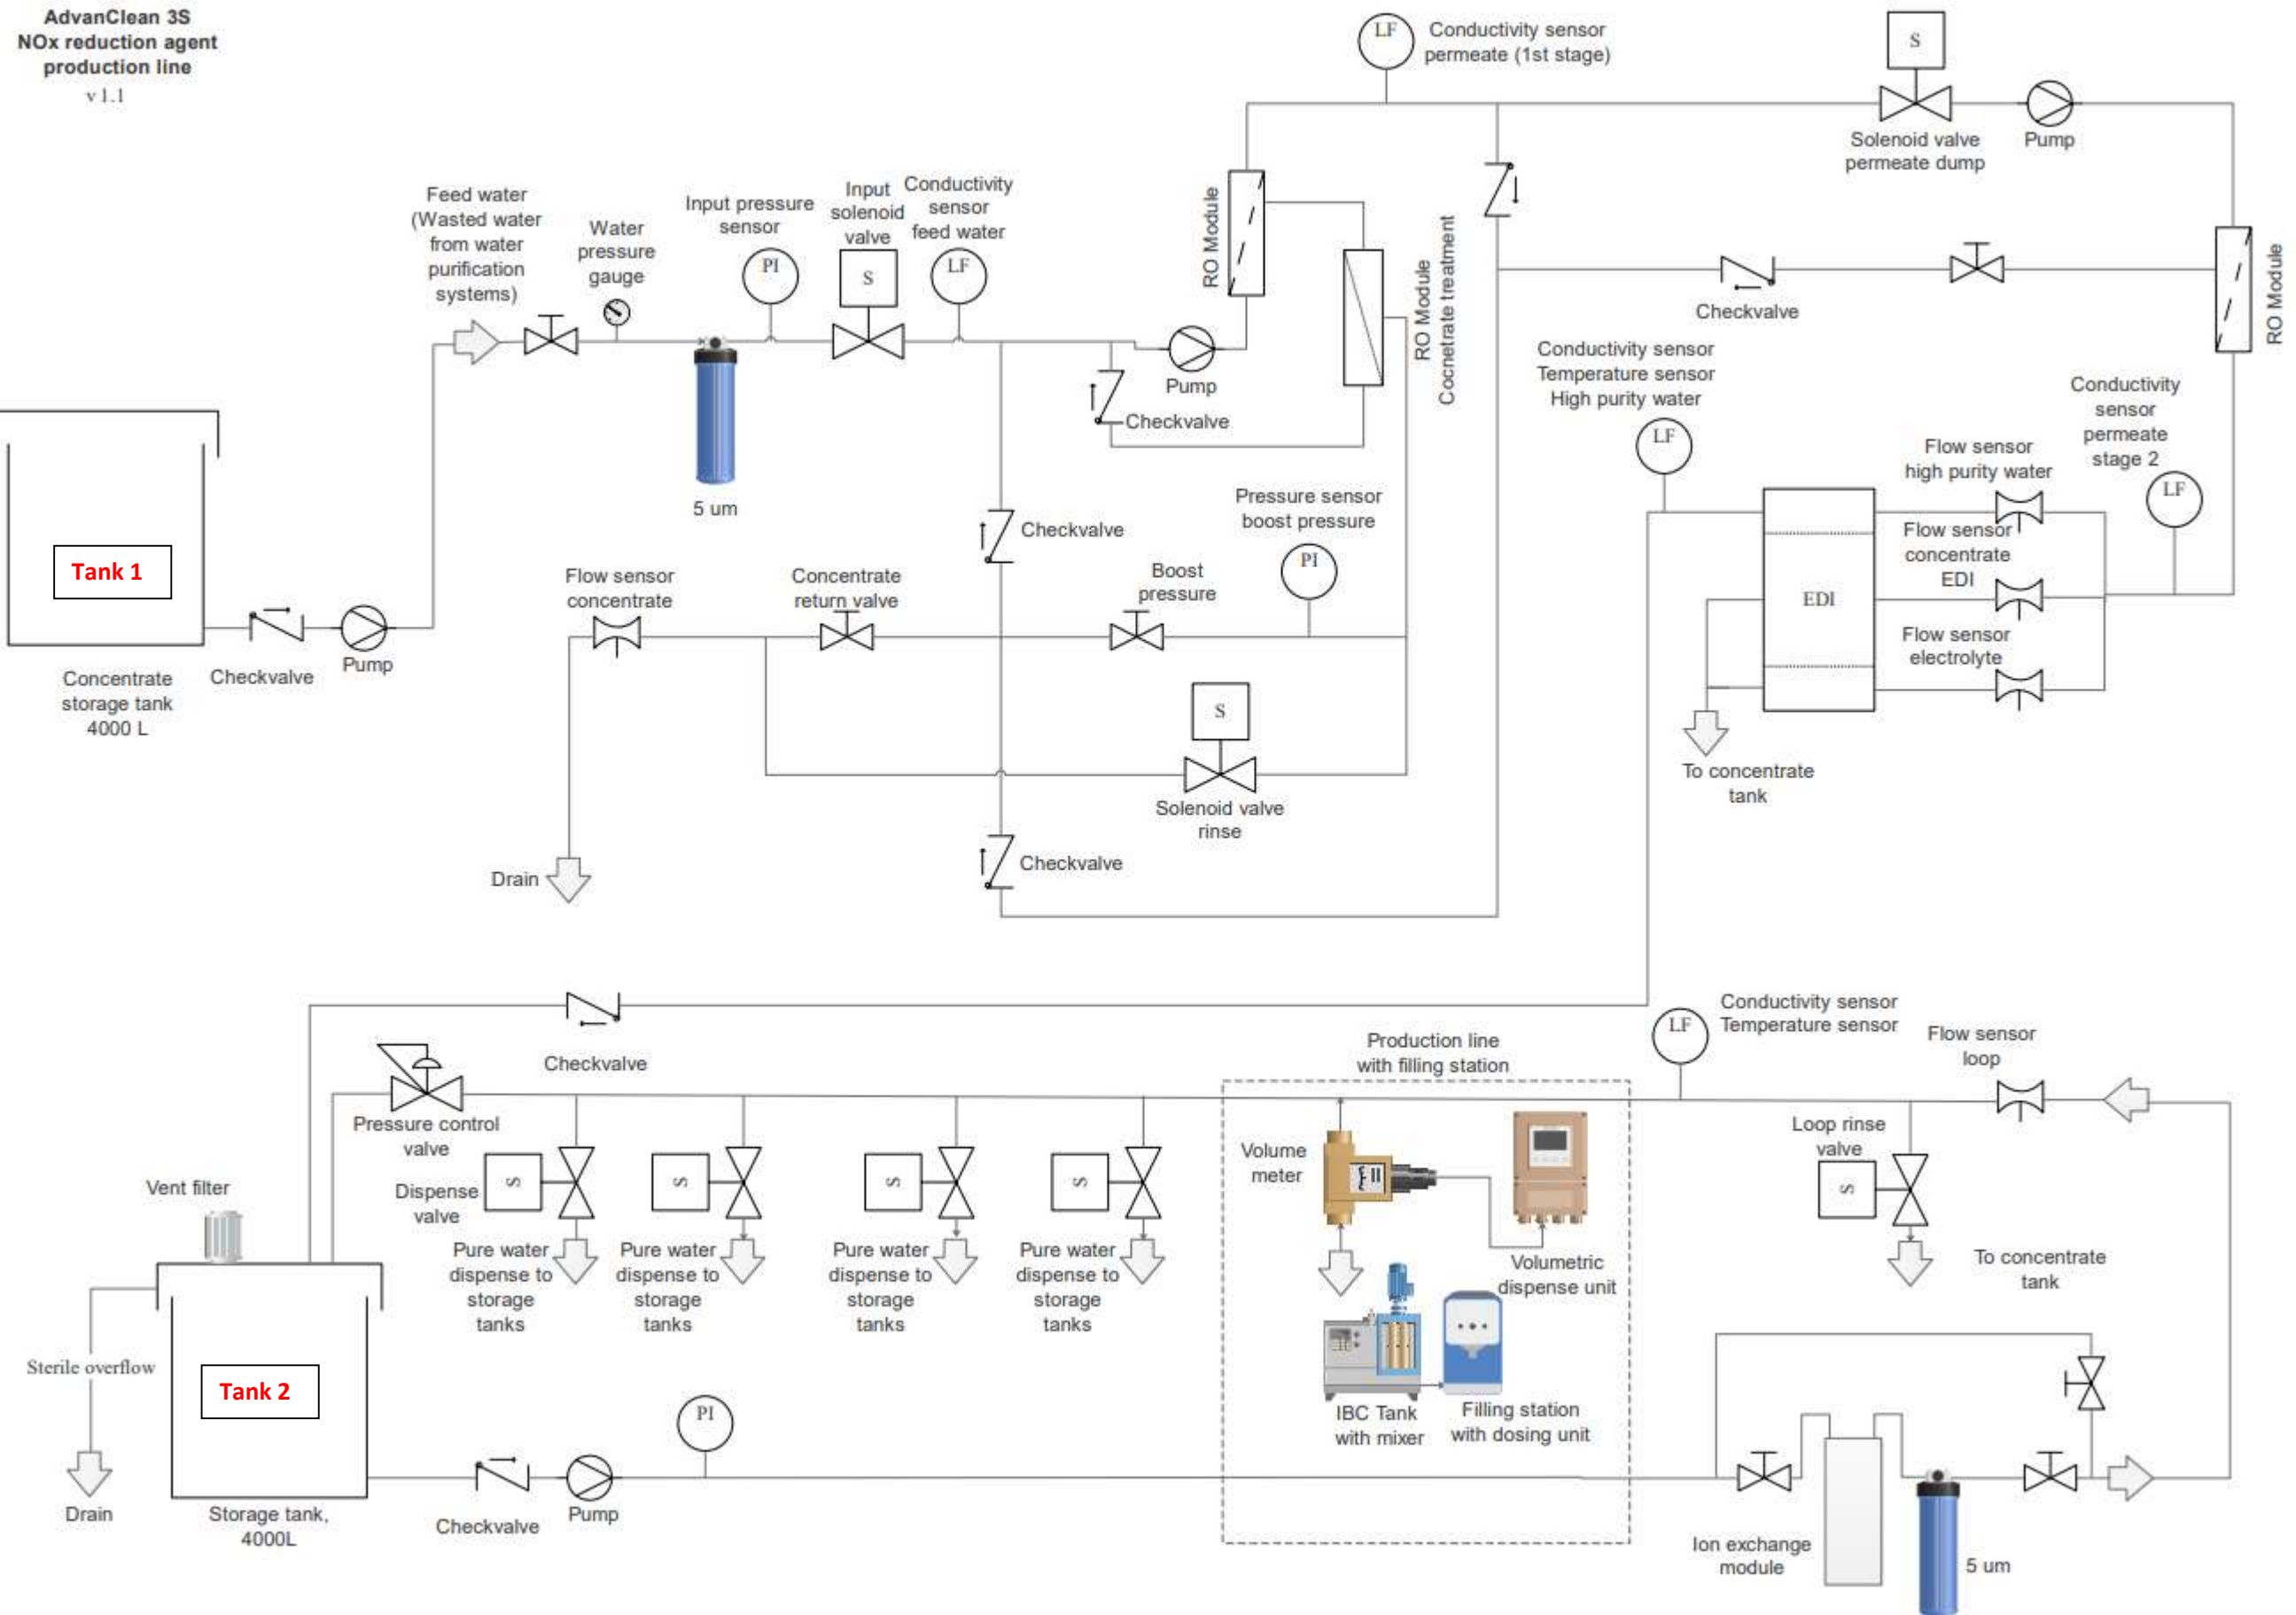 AdvanClean 3S
NOx reduction agent
production line
v 1.1
LF
Conductivity sensor
permeate (1st stage)
S
Solenoid valve
permeate dump
Pump
Feed water
(Wasted water
from water
purification
systems)
Water
pressure
gauge
Input pressure
sensor
PI
Input
solenoid
valve
S
Conductivity
sensor
feed water
LF
RO Module
RO Module
Cocnetrate treatment
RO Module
Checkvalve
Pump
Checkvalve
5 um
Conductivity sensor
Temperature sensor
High purity water
LF
Conductivity
sensor
permeate
stage 2
LF
Flow sensor
high purity water
Flow sensor
concentrate
EDI
Flow sensor
electrolyte
EDI
To concentrate
tank
Tank 1
Concentrate
storage tank
4000 L
Checkvalve
Pump
Checkvalve
Pressure sensor
boost pressure
PI
Flow sensor
concentrate
Concentrate
return valve
Boost
pressure
S
Solenoid valve
rinse
Checkvalve
Drain
Checkvalve
Pressure control
valve
Vent filter
Dispense
valve
S
S
S
S
Pure water
dispense to
storage
tanks
Pure water
dispense to
storage
tanks
Pure water
dispense to
storage
tanks
Pure water
dispense to
storage
tanks
Production line
with filling station
Volume
meter
Volumetric
dispense unit
IBC Tank
with mixer
Filling station
with dosing unit
LF
Conductivity sensor
Temperature sensor
Flow sensor
loop
Loop rinse
valve
S
To concentrate
tank
Sterile overflow
Drain
Tank 2
Storage tank,
4000L
Checkvalve
Pump
PI
Ion exchange
module
5 um